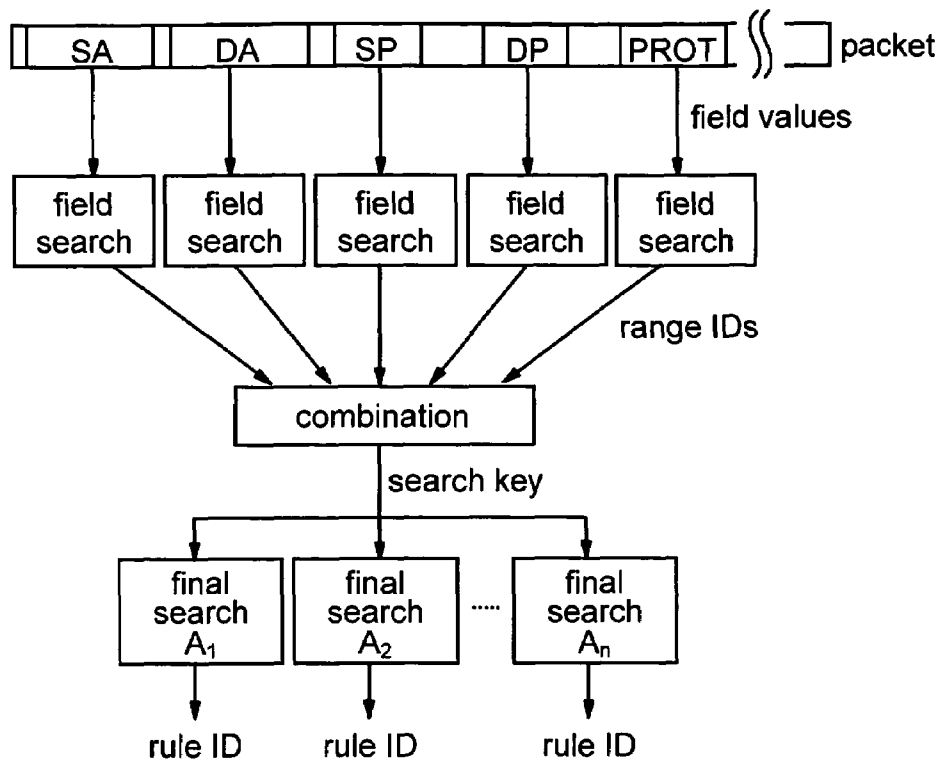 SA DA SP DP PROT packet
field values
field search
field search
field search
field search
field search
range IDs
combination
search key
final search A1
final search A2
.....
final search An
rule ID
rule ID
rule ID